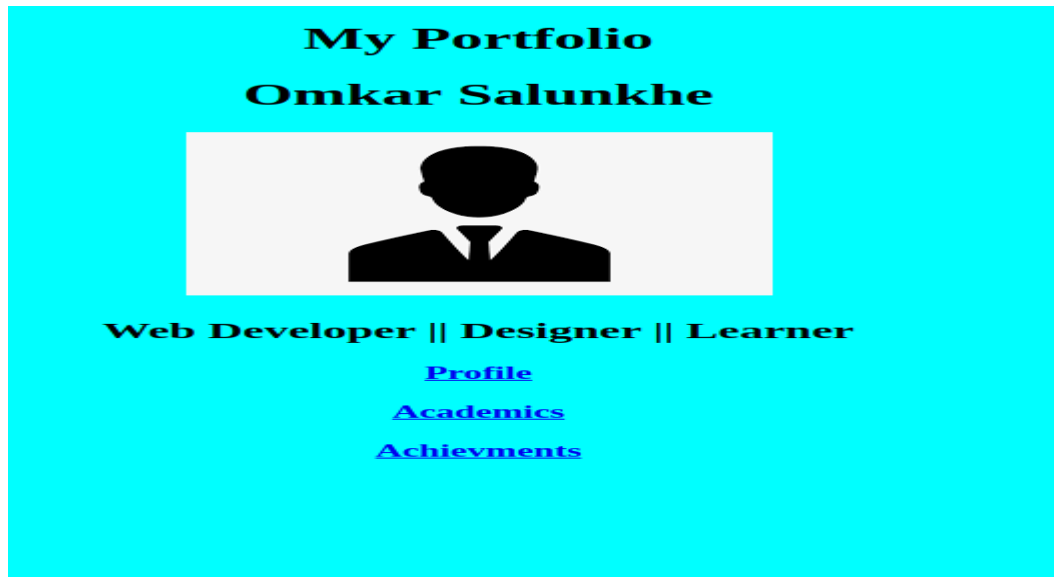 My Portfolio
Omkar Salunkhe
Web Developer || Designer || Learner
Profile
Academics
Achievments